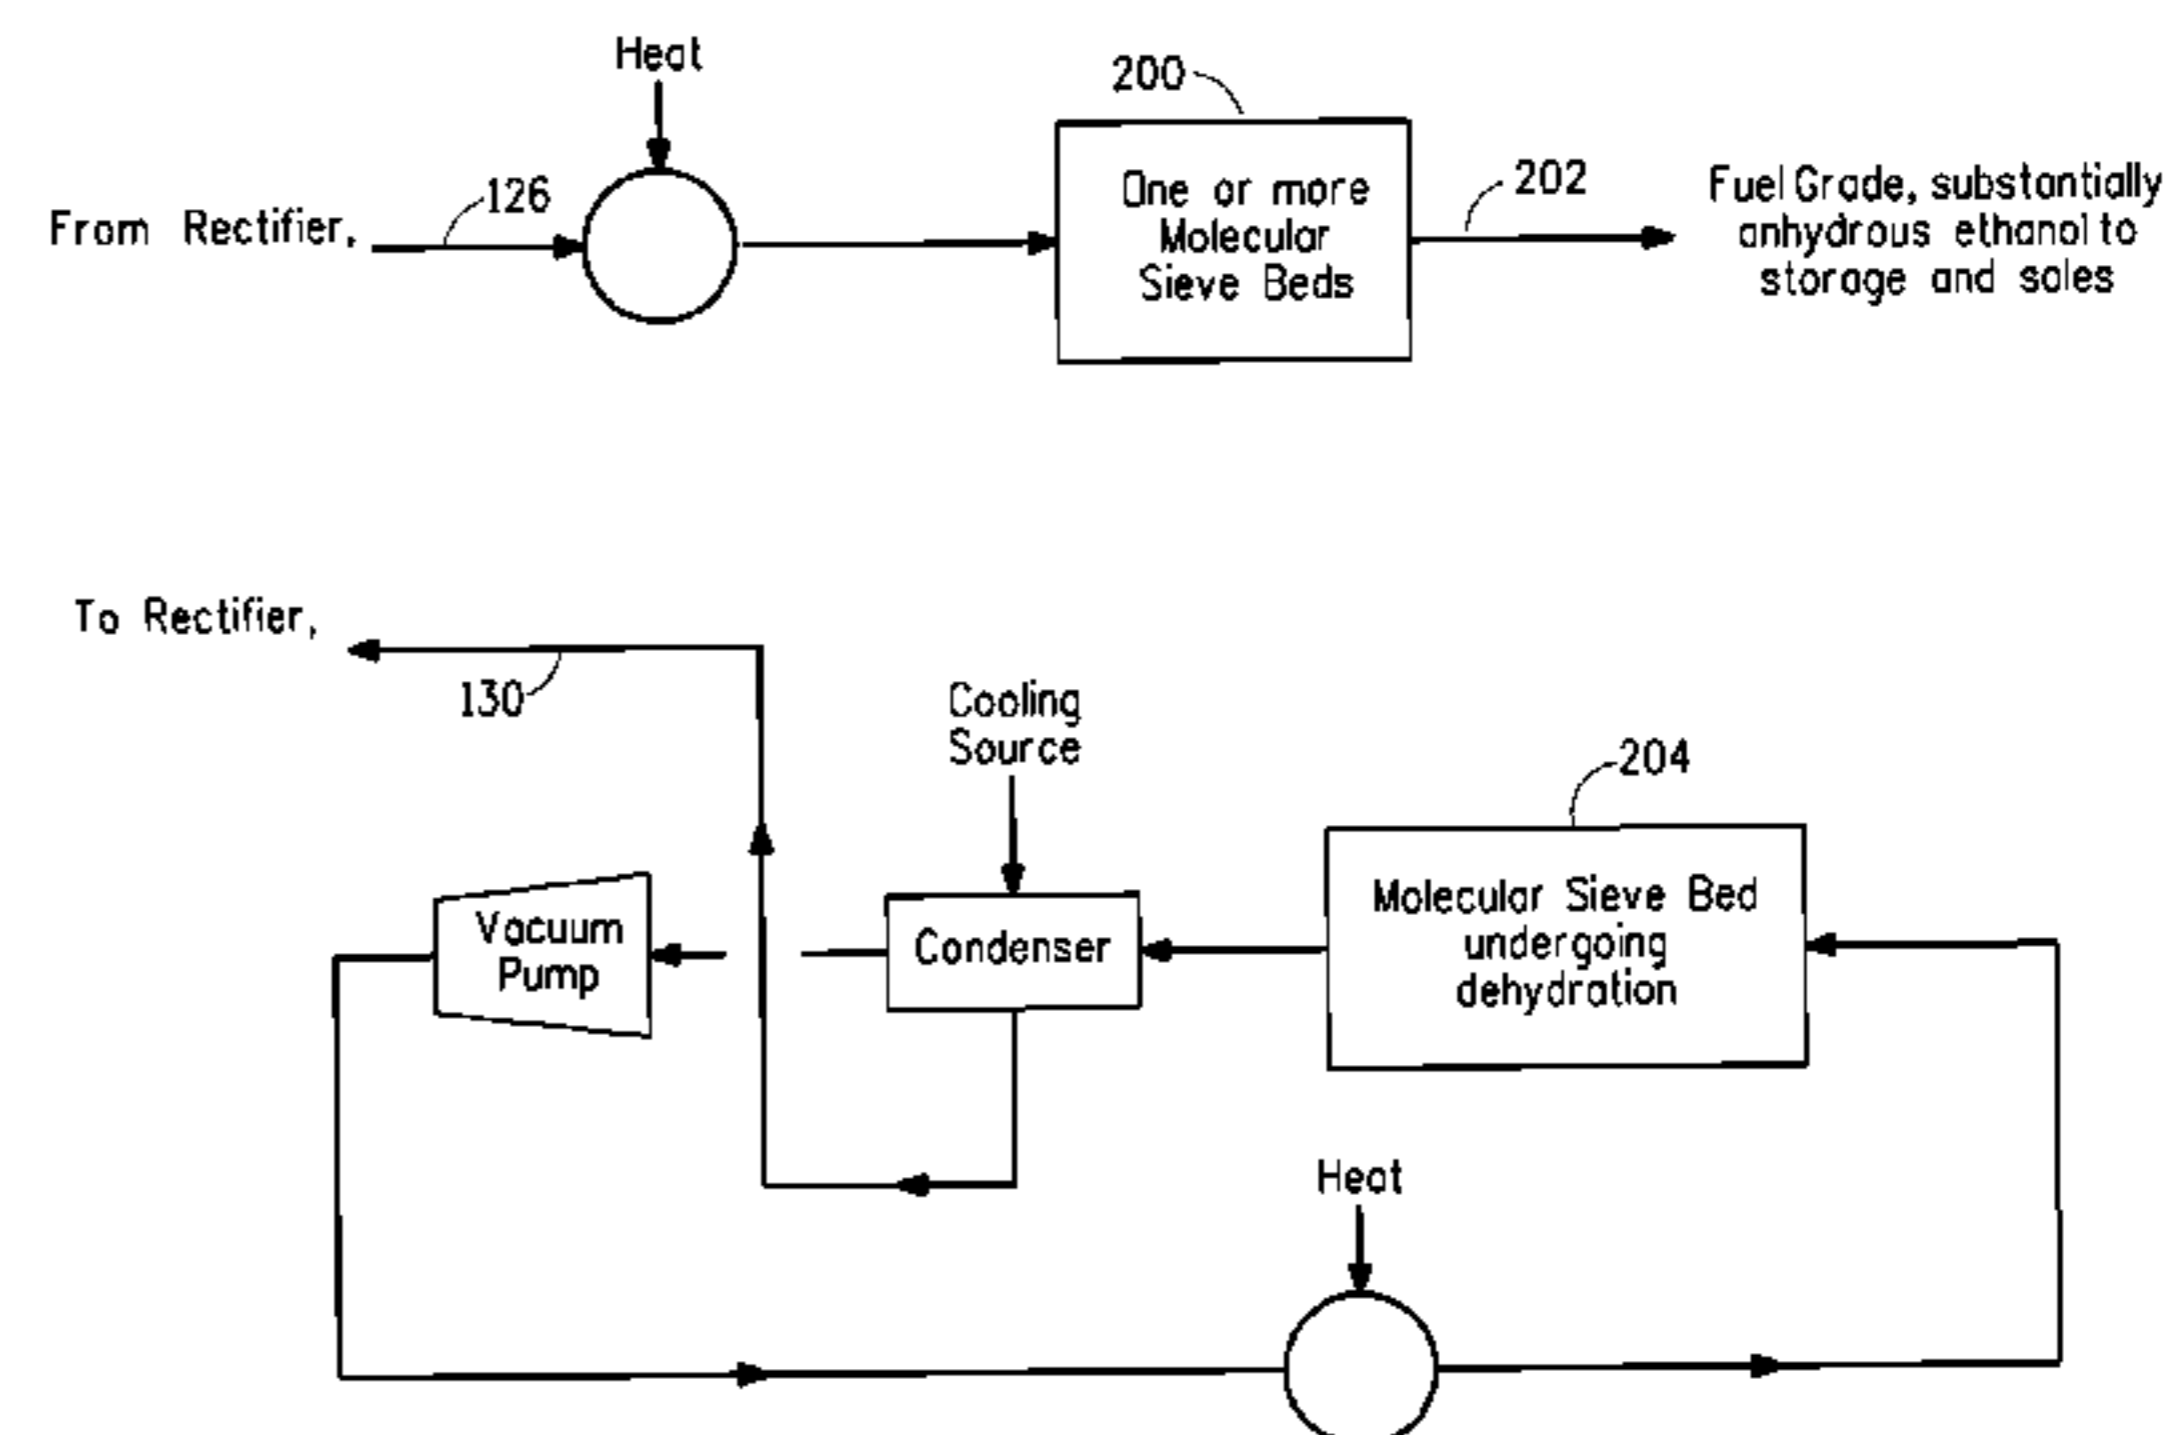 Heat
200
From Rectifier,
126
One or more
Molecular
Sieve Beds
202
Fuel Grade, substantially
anhydrous ethanol to
storage and sales
To Rectifier,
130
Cooling
Source
204
Vacuum
Pump
Condenser
Molecular Sieve Bed
undergoing
dehydration
Heat